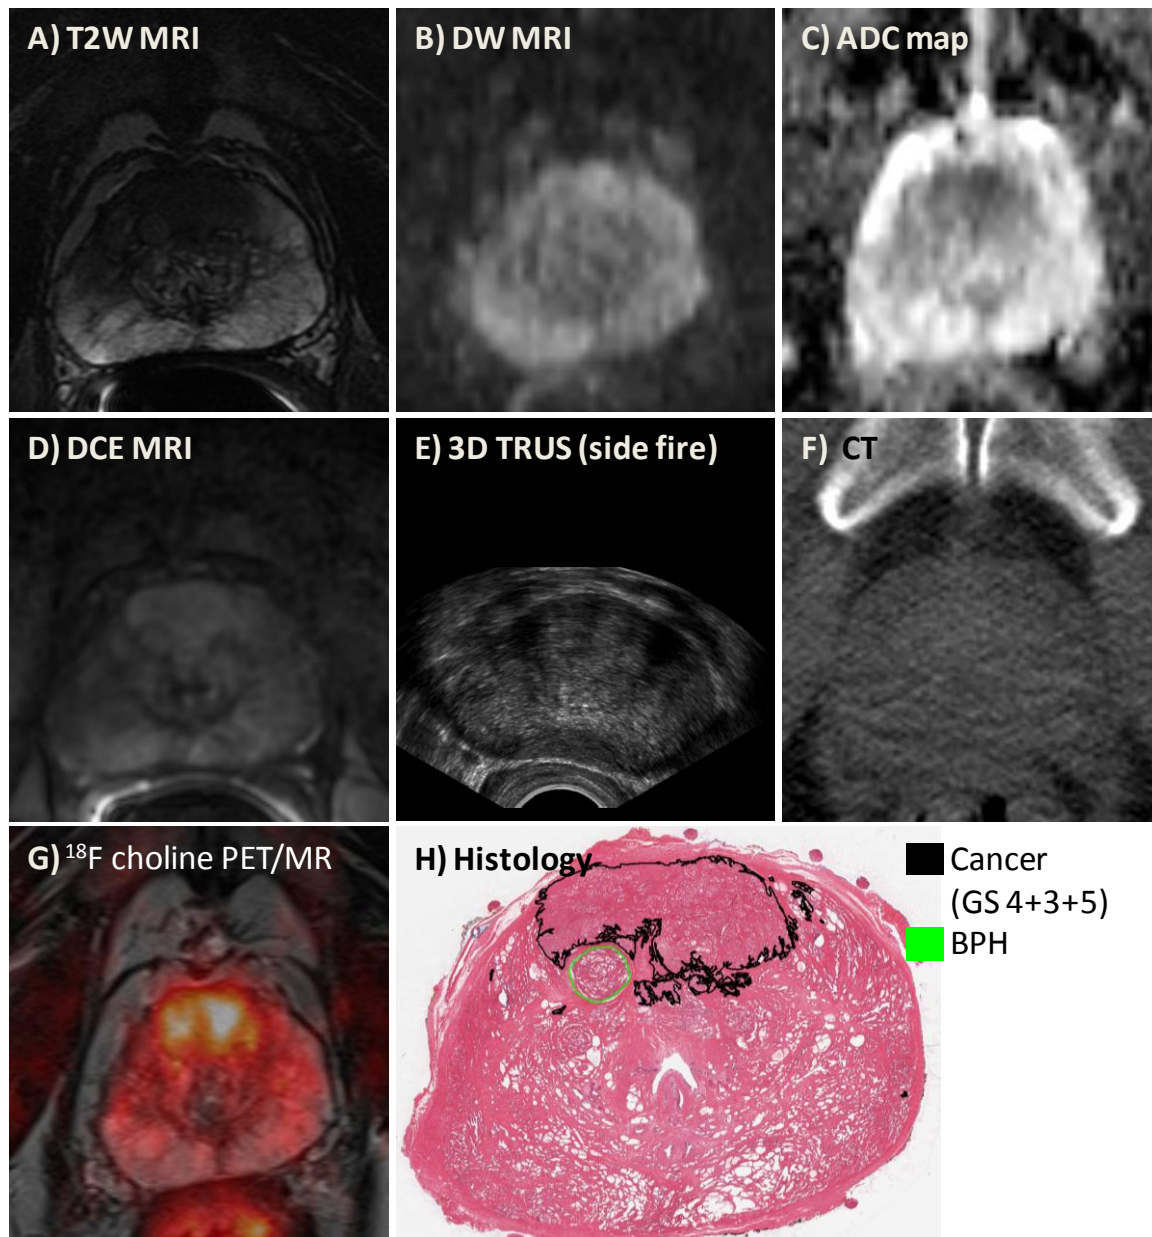 A) T2W MRI
B) DW MRI
C) ADC map
D) DCE MRI
E) 3D TRUS (side fire)
F) CT
G) ¹⁸F choline PET/MR
H) Histology
Cancer
(GS 4+3+5)
BPH